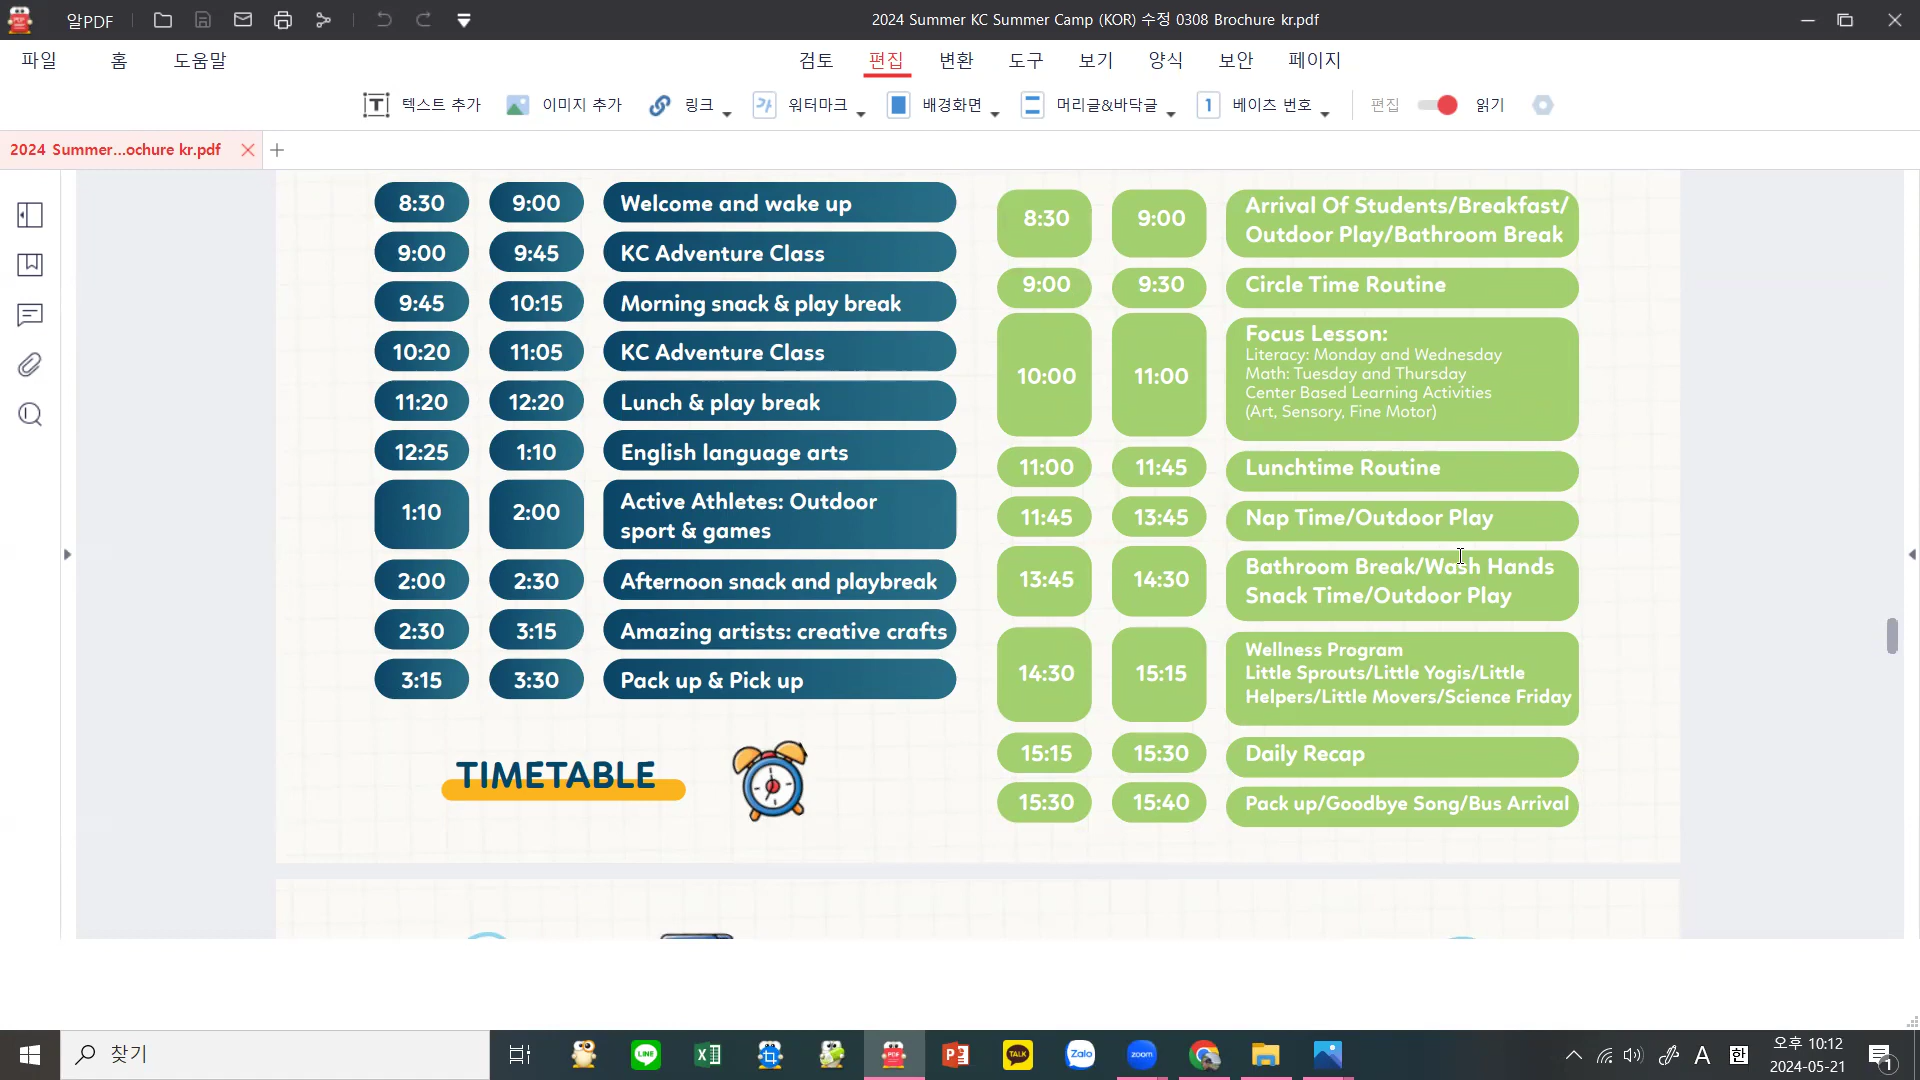 알PDF
2024 Summer KC Summer Camp (KOR) 수정 0308 Brochure kr.pdf
파일 홈 도움말 검토 편집 변환 도구 보기 양식 보안 페이지
텍스트 추가 이미지 추가 링크 워터마크 배경화면 머리글&바닥글 베이츠 번호 편집 읽기
2024 Summer...ochure kr.pdf
8:30 9:00 Welcome and wake up
9:00 9:45 KC Adventure Class
9:45 10:15 Morning snack & play break
10:20 11:05 KC Adventure Class
11:20 12:20 Lunch & play break
12:25 1:10 English language arts
1:10 2:00 Active Athletes: Outdoor
sport & games
2:00 2:30 Afternoon snack and playbreak
2:30 3:15 Amazing artists: creative crafts
3:15 3:30 Pack up & Pick up
TIMETABLE
8:30 9:00 Arrival Of Students/Breakfast/
Outdoor Play/Bathroom Break
9:00 9:30 Circle Time Routine
10:00 11:00 Focus Lesson:
Literacy: Monday and Wednesday
Math: Tuesday and Thursday
Center Based Learning Activities
(Art, Sensory, Fine Motor)
11:00 11:45 Lunchtime Routine
11:45 13:45 Nap Time/Outdoor Play
13:45 14:30 Bathroom Break/Wash Hands
Snack Time/Outdoor Play
14:30 15:15 Wellness Program
Little Sprouts/Little Yogis/Little
Helpers/Little Movers/Science Friday
15:15 15:30 Daily Recap
15:30 15:40 Pack up/Goodbye Song/Bus Arrival
찾기
LINE
PDF
TALK
Zalo
zoom
A 한
오후 10:12
2024-05-21
1